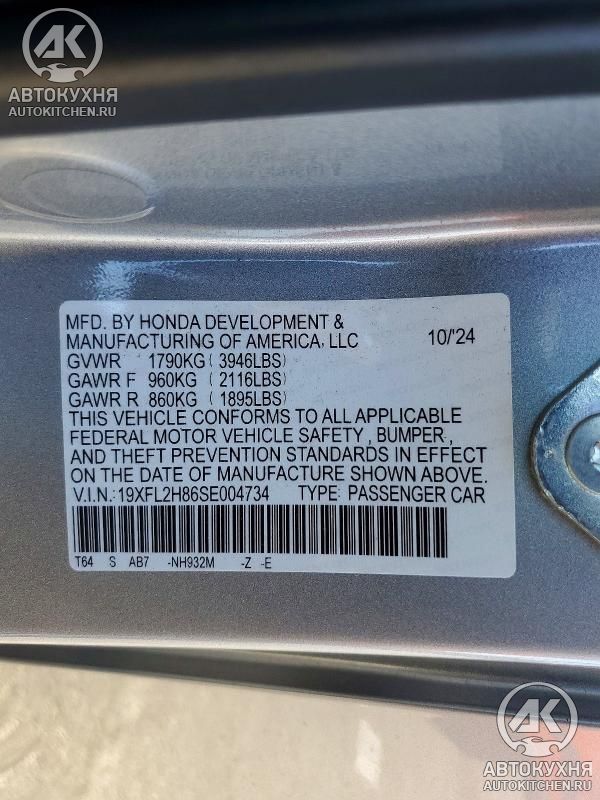 АК
АВТОКУХНЯ
AUTOKITCHEN.RU
MFD. BY HONDA DEVELOPMENT &
MANUFACTURING OF AMERICA, LLC 10/'24
GVWR 1790KG ( 3946LBS )
GAWR F 960KG ( 2116LBS )
GAWR R 860KG ( 1895LBS )
THIS VEHICLE CONFORMS TO ALL APPLICABLE
FEDERAL MOTOR VEHICLE SAFETY , BUMPER ,
AND THEFT PREVENTION STANDARDS IN EFFECT
ON THE DATE OF MANUFACTURE SHOWN ABOVE.
V.I.N.:19XFL2H86SE004734 TYPE: PASSENGER CAR
T64 S AB7 -NH932M -Z -E
АК
АВТОКУХНЯ
AUTOKITCHEN.RU